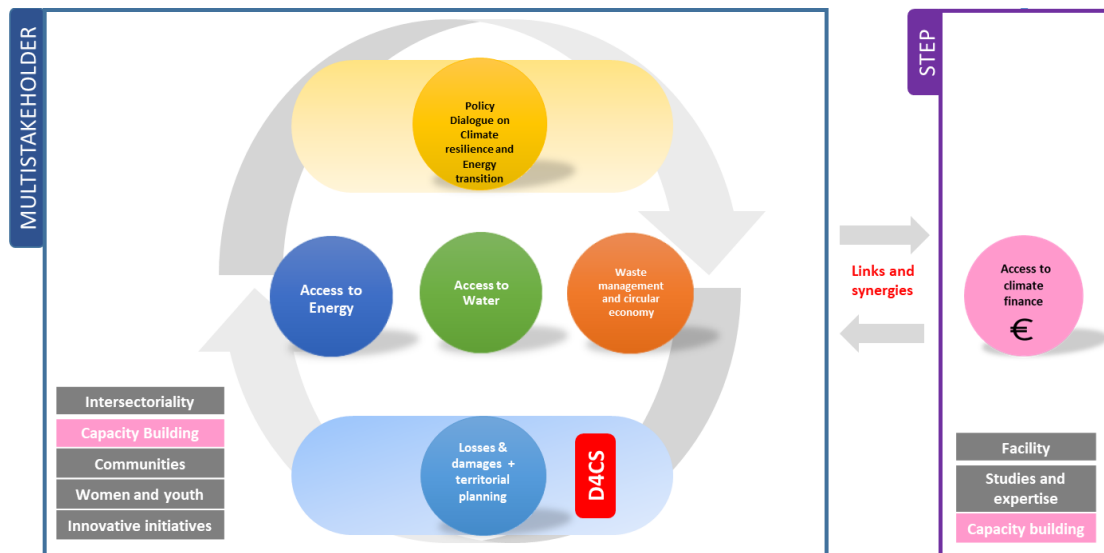 MULTISTAKEHOLDER
Policy
Dialogue on
Climate
resilience and
Energy
transition
Access to
Energy
Access to
Water
Waste
management
and circular
economy
Losses &
damages +
territorial
planning
D4CS
Intersectoriality
Capacity Building
Communities
Women and youth
Innovative initiatives
Links and
synergies
STEP
Access to
climate
finance
€
Facility
Studies and
expertise
Capacity building